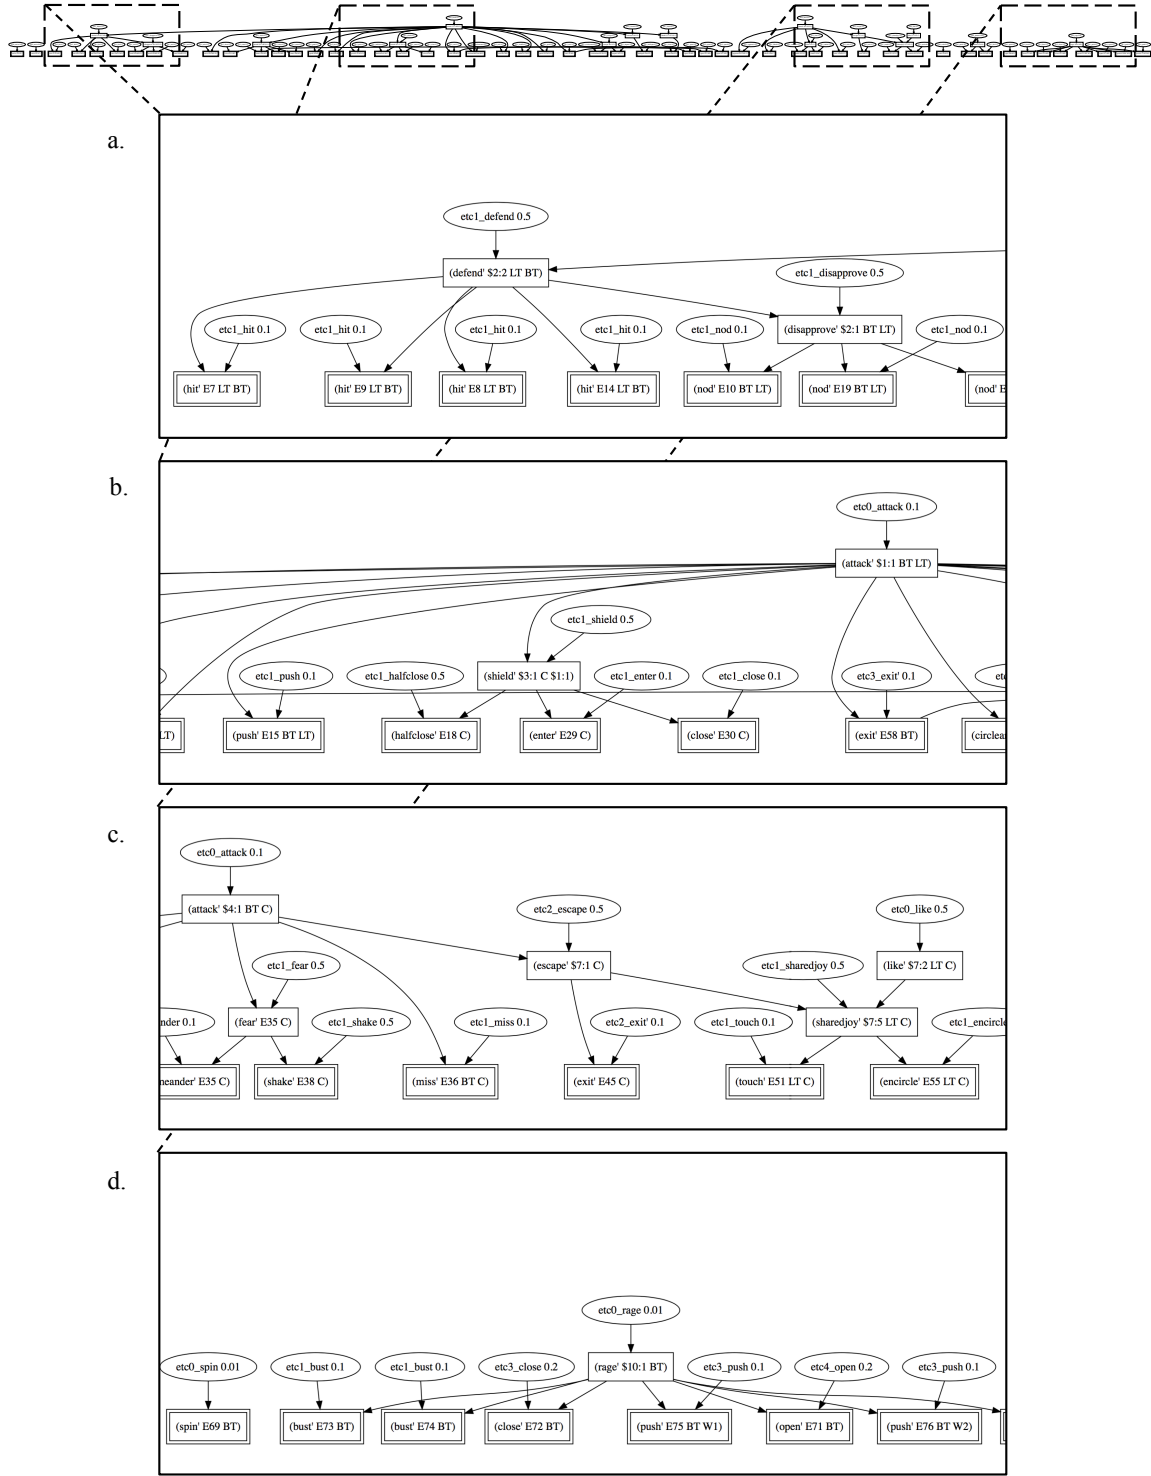 a.
etc1_defend 0.5
(defend' $2:2 LT BT)
etc1_disapprove 0.5
etc1_hit 0.1
etc1_hit 0.1
etc1_hit 0.1
etc1_hit 0.1
etc1_nod 0.1
(disapprove' $2:1 BT LT)
etc1_nod 0.1
(hit' E7 LT BT)
(hit' E9 LT BT)
(hit' E8 LT BT)
(hit' E14 LT BT)
(nod' E10 BT LT)
(nod' E19 BT LT)
(nod' E
b.
etc0_attack 0.1
(attack' $1:1 BT LT)
etc1_shield 0.5
etc1_push 0.1
etc1_halfclose 0.5
(shield' $3:1 C $1:1)
etc1_enter 0.1
etc1_close 0.1
etc3_exit' 0.1
etc
LT)
(push' E15 BT LT)
(halfclose' E18 C)
(enter' E29 C)
(close' E30 C)
(exit' E58 BT)
(circlea
c.
etc0_attack 0.1
(attack' $4:1 BT C)
etc2_escape 0.5
etc0_like 0.5
etc1_fear 0.5
(escape' $7:1 C)
etc1_sharedjoy 0.5
(like' $7:2 LT C)
nder 0.1
(fear' E35 C)
etc1_shake 0.5
etc1_miss 0.1
etc2_exit' 0.1
etc1_touch 0.1
(sharedjoy' $7:5 LT C)
etc1_encircle
meander' E35 C)
(shake' E38 C)
(miss' E36 BT C)
(exit' E45 C)
(touch' E51 LT C)
(encircle' E55 LT C)
d.
etc0_rage 0.01
etc0_spin 0.01
etc1_bust 0.1
etc1_bust 0.1
etc3_close 0.2
(rage' $10:1 BT)
etc3_push 0.1
etc4_open 0.2
etc3_push 0.1
(spin' E69 BT)
(bust' E73 BT)
(bust' E74 BT)
(close' E72 BT)
(push' E75 BT W1)
(open' E71 BT)
(push' E76 BT W2)